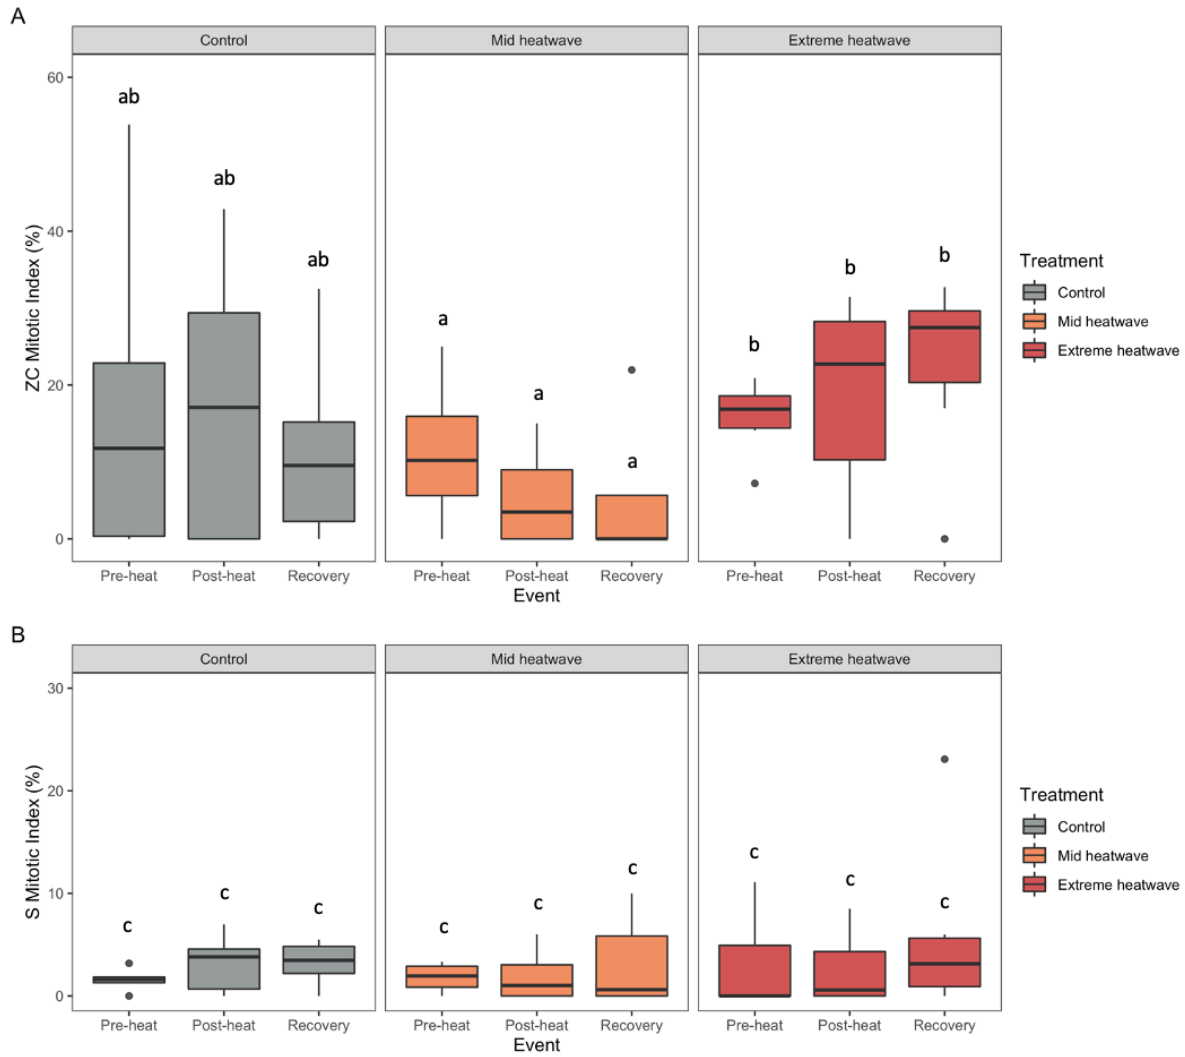 A
Control Mid heatwave Extreme heatwave
ZC Mitotic Index (%)
60
40
20
0
ab ab ab a a a b b b
Pre-heat Post-heat Recovery Pre-heat Post-heat Recovery Pre-heat Post-heat Recovery
Event
Treatment
Control
Mid heatwave
Extreme heatwave
B
Control Mid heatwave Extreme heatwave
S Mitotic Index (%)
30
20
10
0
c c c c c c c c c
Pre-heat Post-heat Recovery Pre-heat Post-heat Recovery Pre-heat Post-heat Recovery
Event
Treatment
Control
Mid heatwave
Extreme heatwave